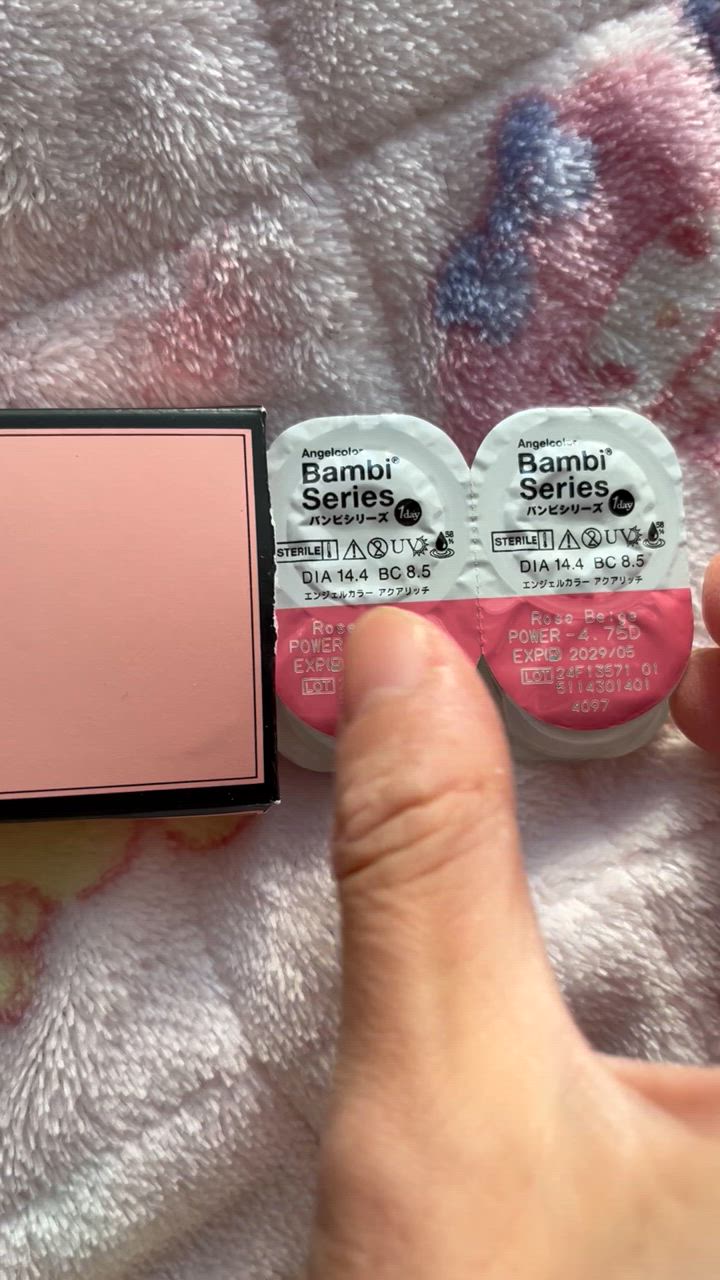 Angelcolor
Bambi®
Series
バンビシリーズ 1day
STERILE UV 58%
DIA 14.4 BC 8.5
エンジェルカラー アクアリッチ
Rose
POWER
EXP
LOT
Angelcolor
Bambi®
Series
バンビシリーズ 1day
STERILE UV 58%
DIA 14.4 BC 8.5
エンジェルカラー アクアリッチ
Rose Beige
POWER -4.75D
EXP 2029/05
LOT 24F13571 01
5114301401
4097